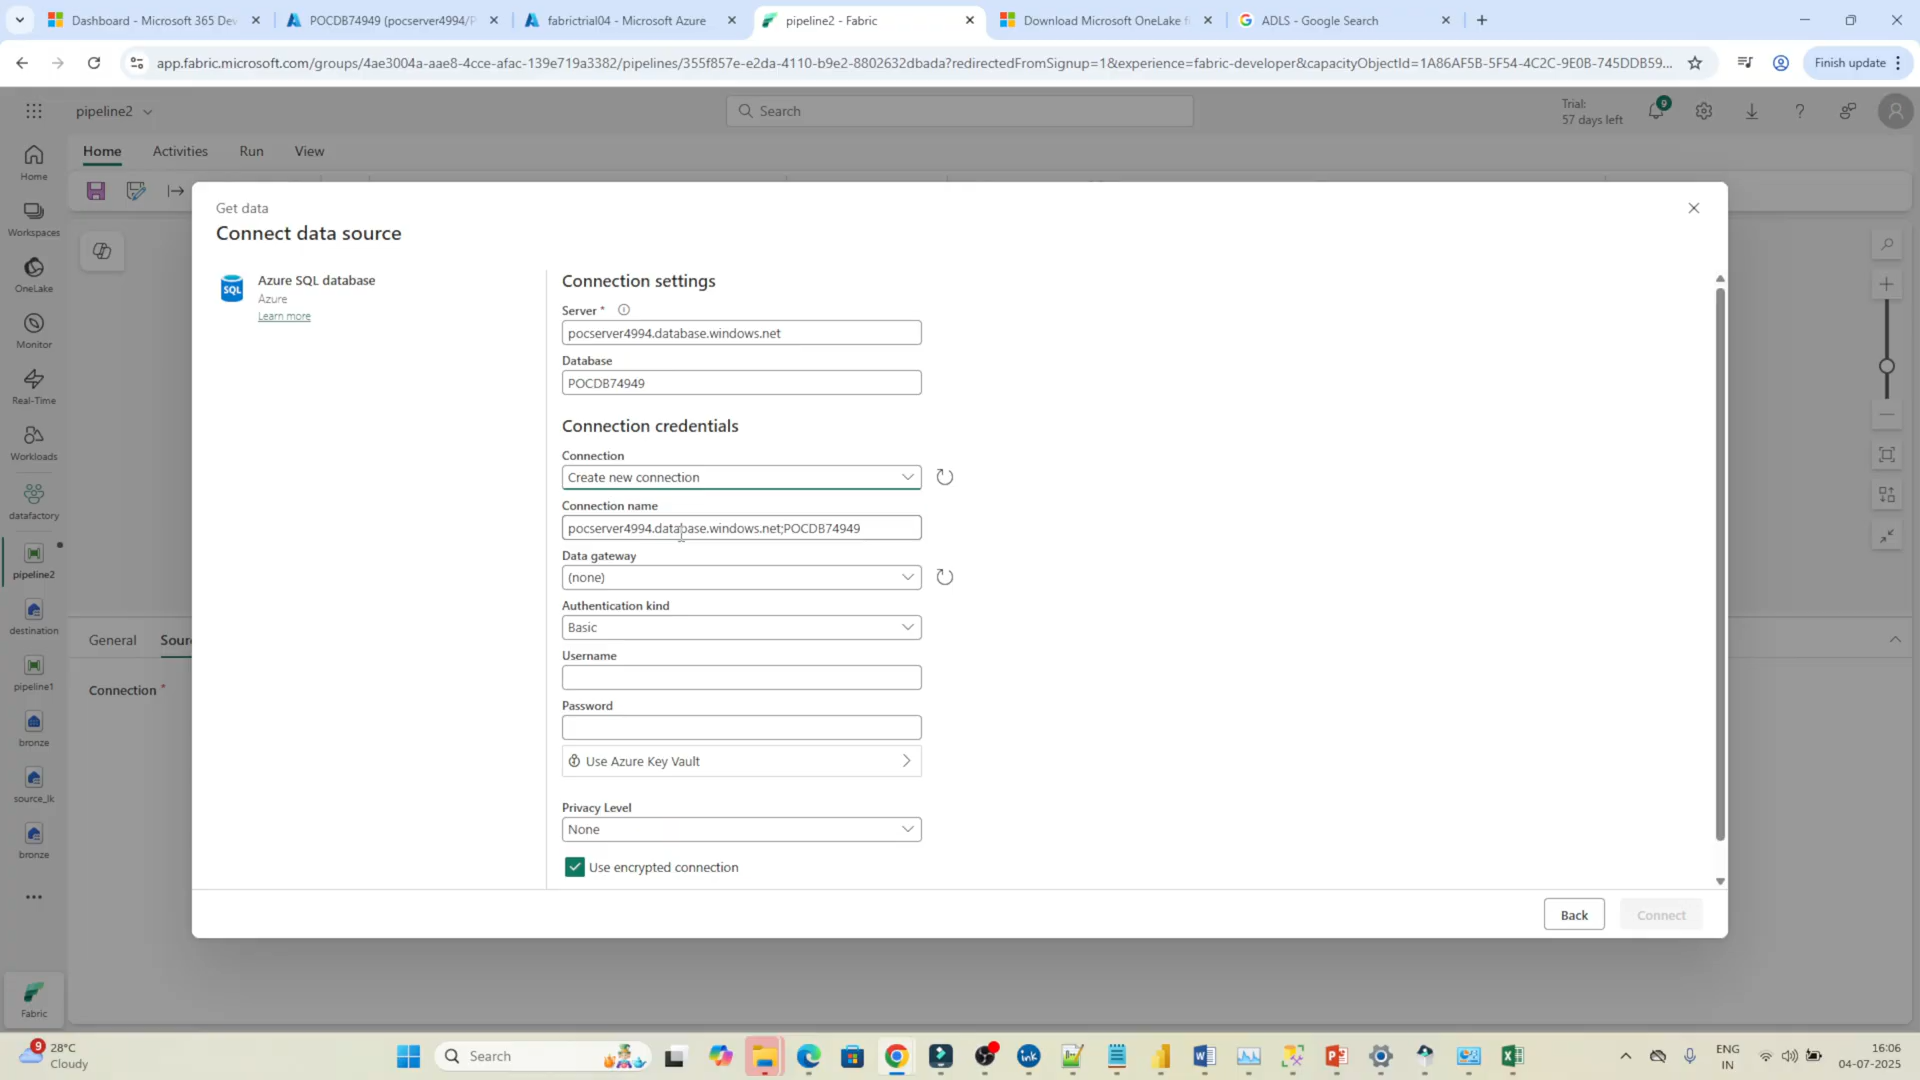 Dashboard - Microsoft 365 Dev
POCDB74949 (pocserver4994/P
fabrictrial04 - Microsoft Azure
pipeline2 - Fabric
Download Microsoft OneLake f
ADLS - Google Search
app.fabric.microsoft.com/groups/4ae3004a-aae8-4cce-afac-139e719a3382/pipelines/355f857e-e2da-4110-b9e2-8802632dbada?redirectedFromSignup=1&experience=fabric-developer&capacityObjectId=1A86AF5B-5F54-4C2C-9E0B-745DDB59...
Finish update
pipeline2
Search
Trial:
57 days left
9
Home
Activities
Run
View
Home
Workspaces
OneLake
Monitor
Real-Time
Workloads
datafactory
pipeline2
destination
pipeline1
bronze
source_lk
bronze
Fabric
General
Sour
Connection *
Get data
Connect data source
SQL
Azure SQL database
Azure
Learn more
Connection settings
Server *
pocserver4994.database.windows.net
Database
POCDB74949
Connection credentials
Connection
Create new connection
Connection name
pocserver4994.database.windows.net;POCDB74949
Data gateway
(none)
Authentication kind
Basic
Username
Password
Use Azure Key Vault
Privacy Level
None
Use encrypted connection
Back
Connect
9
28°C
Cloudy
Search
ink
ENG
IN
16:06
04-07-2025